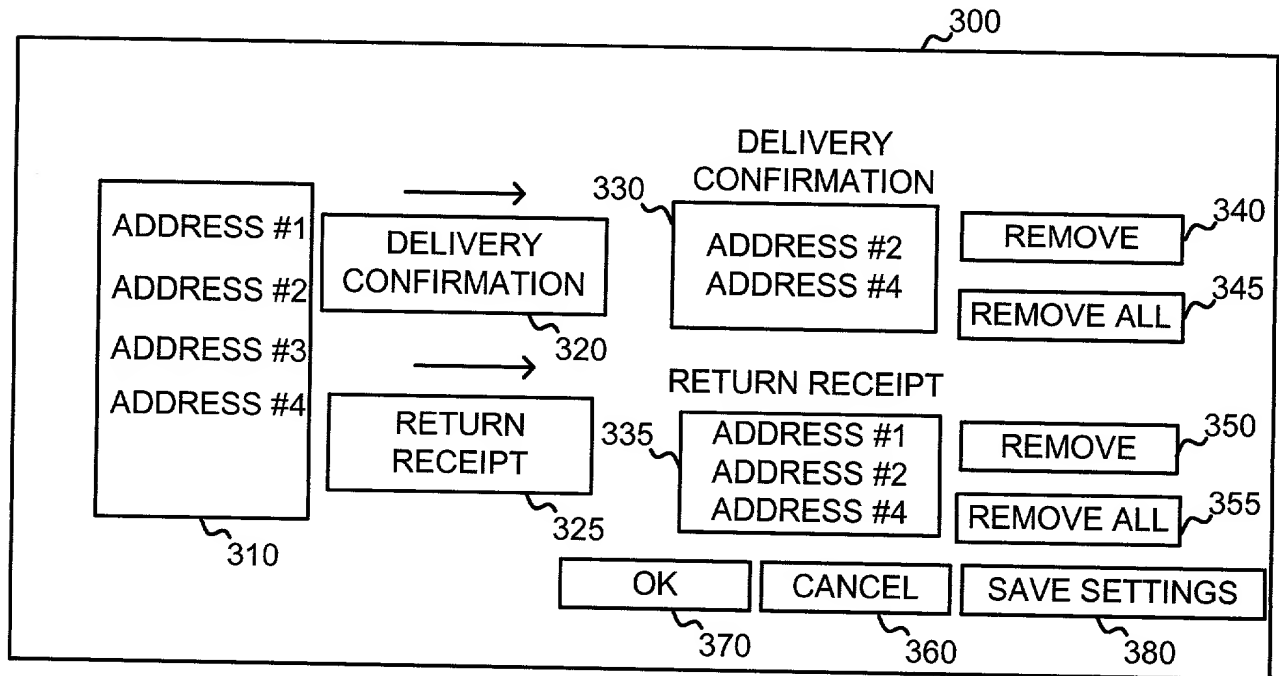 300
DELIVERY
CONFIRMATION
330
340
ADDRESS #1
ADDRESS #2
ADDRESS #3
ADDRESS #4
DELIVERY
CONFIRMATION
320
ADDRESS #2
ADDRESS #4
REMOVE
345
REMOVE ALL
RETURN RECEIPT
RETURN
RECEIPT
325
335
ADDRESS #1
ADDRESS #2
ADDRESS #4
REMOVE
350
REMOVE ALL
355
310
OK
CANCEL
SAVE SETTINGS
370
360
380